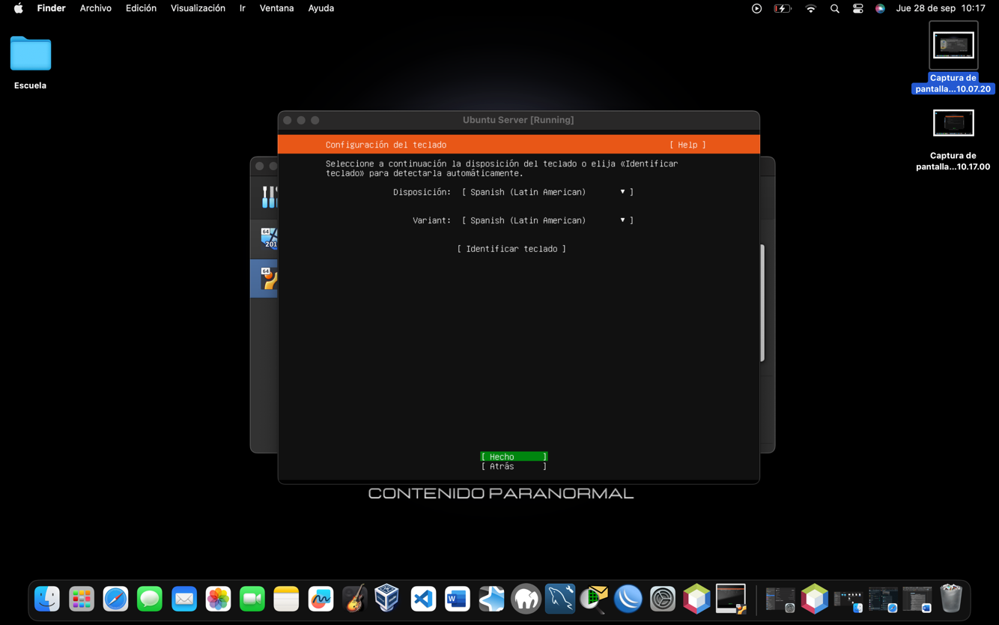 Finder Archivo Edición Visualización Ir Ventana Ayuda Jue 28 de sep 10:17
Escuela
Captura de
pantalla...10.07.20
Captura de
pantalla...10.17.00
Ubuntu Server [Running]
Configuración del teclado [ Help ]
Seleccione a continuación la disposición del teclado o elija «Identificar
teclado» para detectarla automáticamente.
Disposición: [ Spanish (Latin American) ▾ ]
Variant: [ Spanish (Latin American) ▾ ]
[ Identificar teclado ]
[ Hecho ]
[ Atrás ]
64
201
64
CONTENIDO PARANORMAL